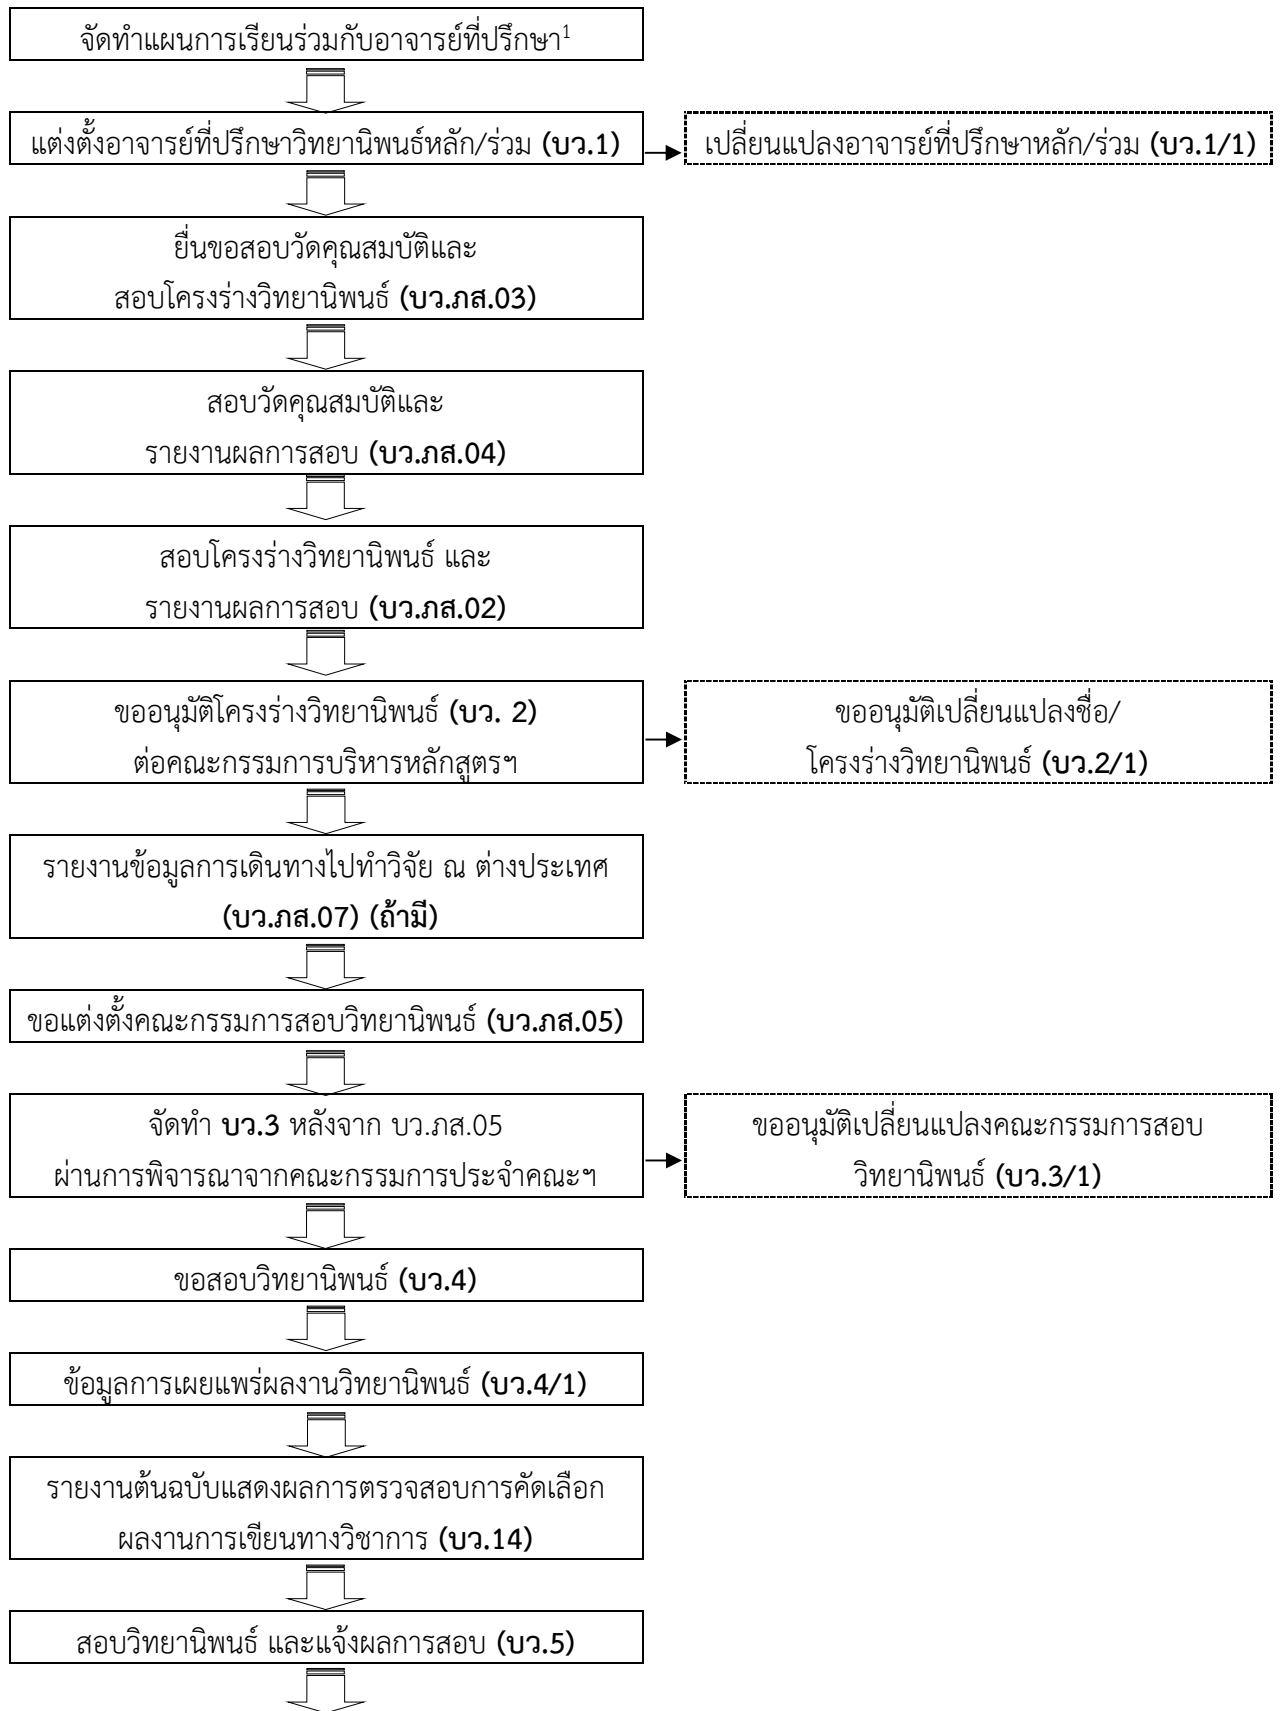 จัดทำแผนการเรียนร่วมกับอาจารย์ที่ปรึกษา¹
แต่งตั้งอาจารย์ที่ปรึกษาวิทยานิพนธ์หลัก/ร่วม (บว.1)
เปลี่ยนแปลงอาจารย์ที่ปรึกษาหลัก/ร่วม (บว.1/1)
ยื่นขอสอบวัดคุณสมบัติและ
สอบโครงร่างวิทยานิพนธ์ (บว.ภส.03)
สอบวัดคุณสมบัติและ
รายงานผลการสอบ (บว.ภส.04)
สอบโครงร่างวิทยานิพนธ์ และ
รายงานผลการสอบ (บว.ภส.02)
ขออนุมัติโครงร่างวิทยานิพนธ์ (บว. 2)
ต่อคณะกรรมการบริหารหลักสูตรฯ
ขออนุมัติเปลี่ยนแปลงชื่อ/
โครงร่างวิทยานิพนธ์ (บว.2/1)
รายงานข้อมูลการเดินทางไปทำวิจัย ณ ต่างประเทศ
(บว.ภส.07) (ถ้ามี)
ขอแต่งตั้งคณะกรรมการสอบวิทยานิพนธ์ (บว.ภส.05)
จัดทำ บว.3 หลังจาก บว.ภส.05
ผ่านการพิจารณาจากคณะกรรมการประจำคณะฯ
ขออนุมัติเปลี่ยนแปลงคณะกรรมการสอบ
วิทยานิพนธ์ (บว.3/1)
ขอสอบวิทยานิพนธ์ (บว.4)
ข้อมูลการเผยแพร่ผลงานวิทยานิพนธ์ (บว.4/1)
รายงานต้นฉบับแสดงผลการตรวจสอบการคัดเลือก
ผลงานการเขียนทางวิชาการ (บว.14)
สอบวิทยานิพนธ์ และแจ้งผลการสอบ (บว.5)